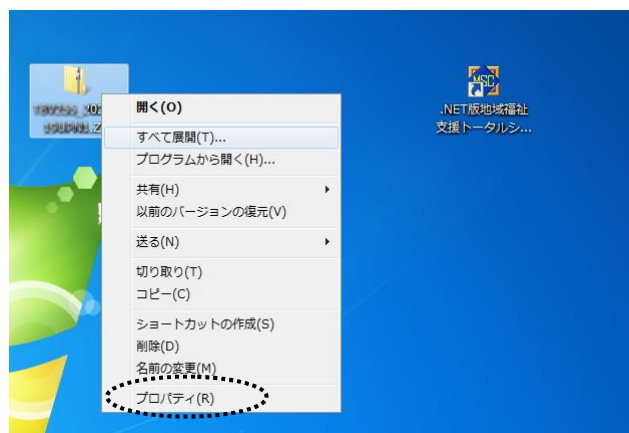 開く(O)
すべて展開(T)...
プログラムから開く(H)...
共有(H)
以前のバージョンの復元(V)
送る(N)
切り取り(T)
コピー(C)
ショートカットの作成(S)
削除(D)
名前の変更(M)
プロパティ(R)
MSC
.NET版地域福祉
支援トータルシ...